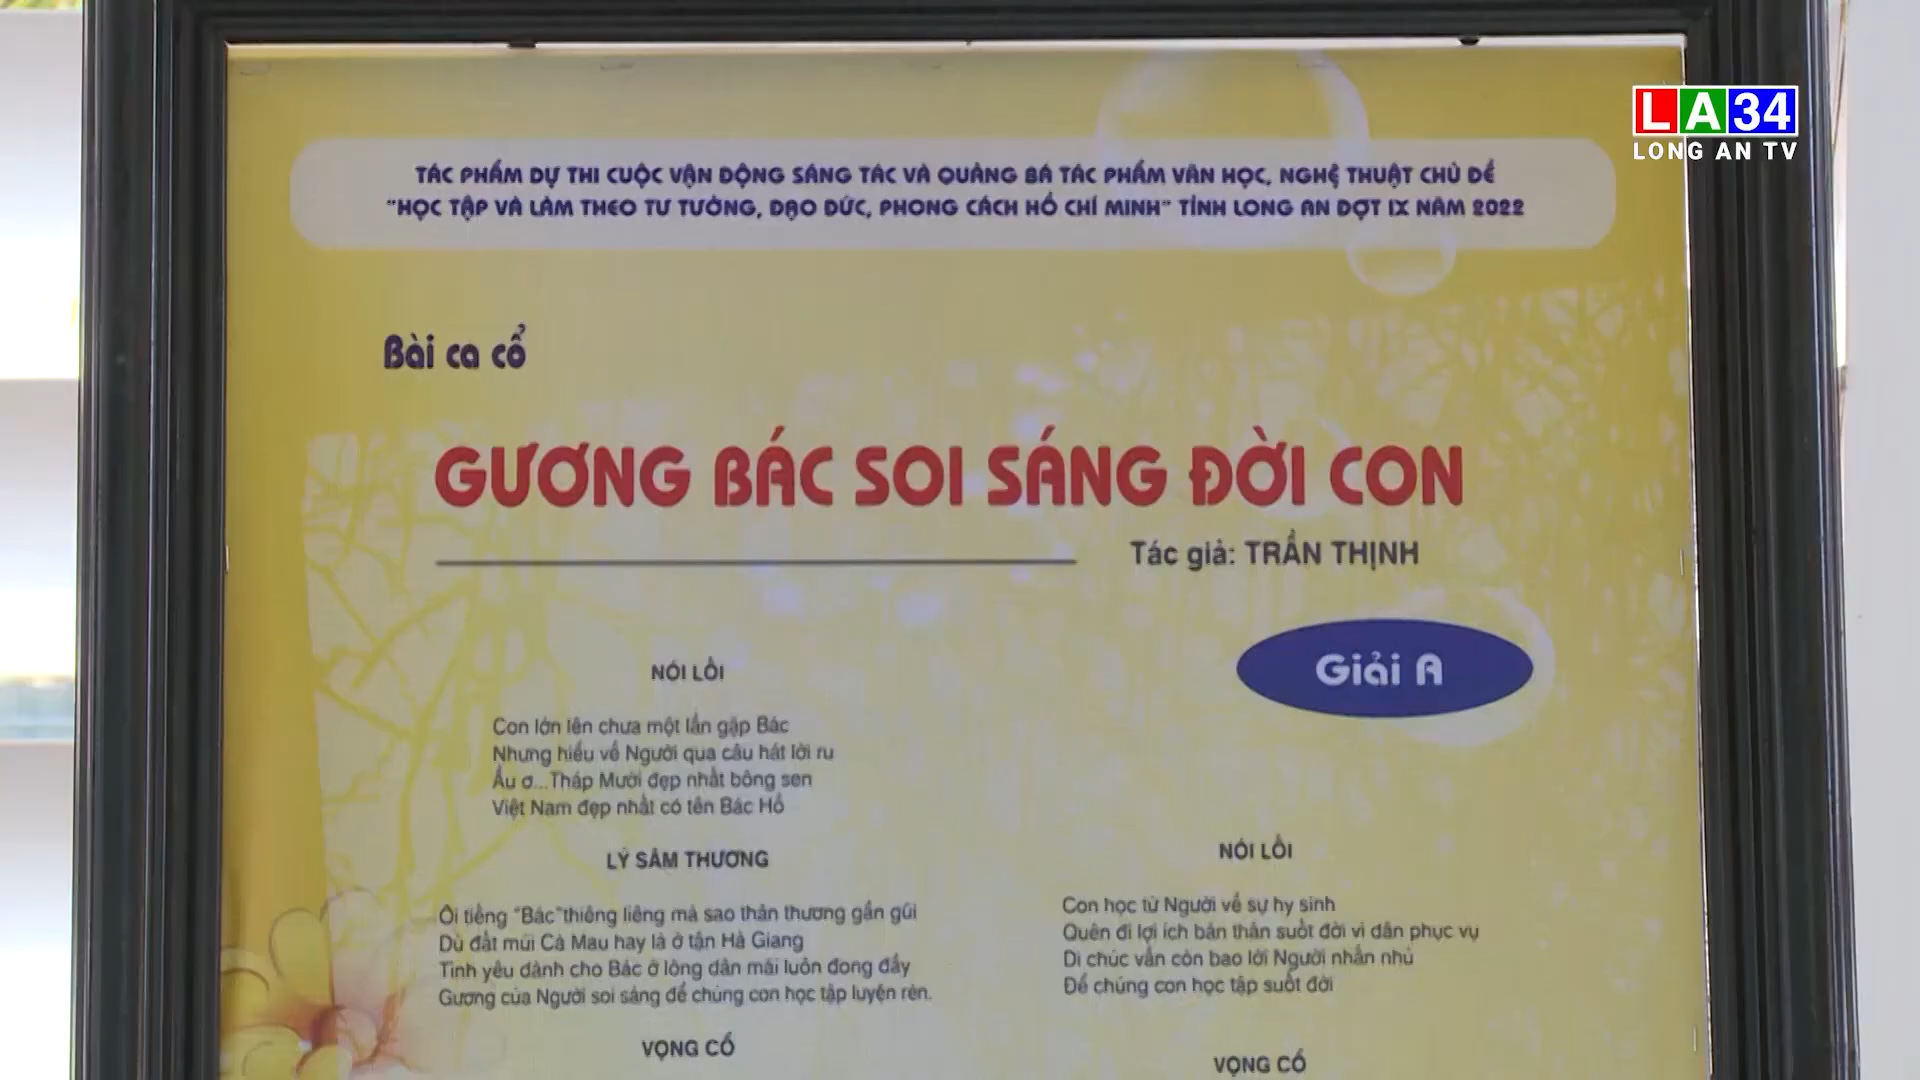 LA34
LONG AN TV
TÁC PHẨM DỰ THI CUỘC VẬN ĐỘNG SÁNG TÁC VÀ QUẢNG BÁ TÁC PHẨM VĂN HỌC, NGHỆ THUẬT CHỦ ĐỀ
"HỌC TẬP VÀ LÀM THEO TƯ TƯỞNG, ĐẠO ĐỨC, PHONG CÁCH HỒ CHÍ MINH" TỈNH LONG AN ĐỢT IX NĂM 2022
Bài ca cổ
GƯƠNG BÁC SOI SÁNG ĐỜI CON
Tác giả: TRẦN THỊNH
Giải A
NÓI LỐI
Con lớn lên chưa một lần gặp Bác
Nhưng hiểu về Người qua câu hát lời ru
Ầu ơ...Tháp Mười đẹp nhất bông sen
Việt Nam đẹp nhất có tên Bác Hồ
LÝ SÂM THƯƠNG
Ôi tiếng "Bác"thiêng liêng mà sao thân thương gần gũi
Dù đất mũi Cà Mau hay là ở tận Hà Giang
Tình yêu dành cho Bác ở lòng dân mãi luôn đong đầy
Gương của Người soi sáng để chúng con học tập luyện rèn.
VỌNG CỔ
NÓI LỐI
Con học từ Người về sự hy sinh
Quên đi lợi ích bản thân suốt đời vì dân phục vụ
Di chúc vẫn còn bao lời Người nhắn nhủ
Để chúng con học tập suốt đời
VỌNG CỔ